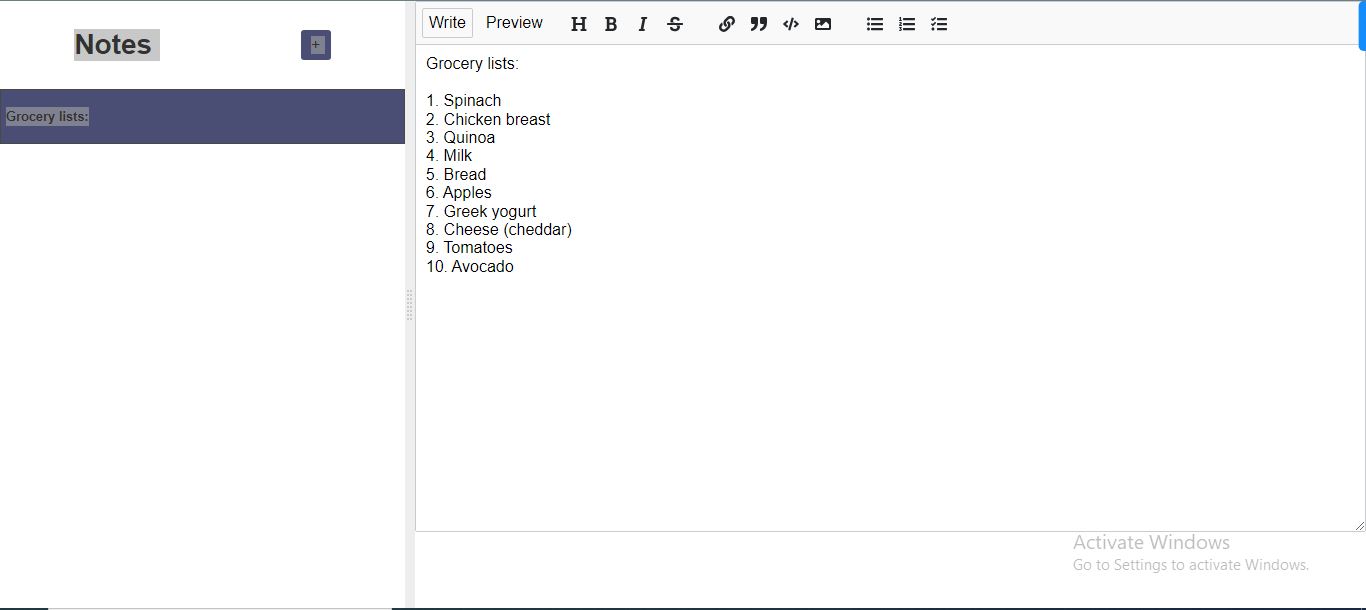 Notes
+
Grocery lists:
Write Preview
Grocery lists:
1. Spinach
2. Chicken breast
3. Quinoa
4. Milk
5. Bread
6. Apples
7. Greek yogurt
8. Cheese (cheddar)
9. Tomatoes
10. Avocado
Activate Windows
Go to Settings to activate Windows.